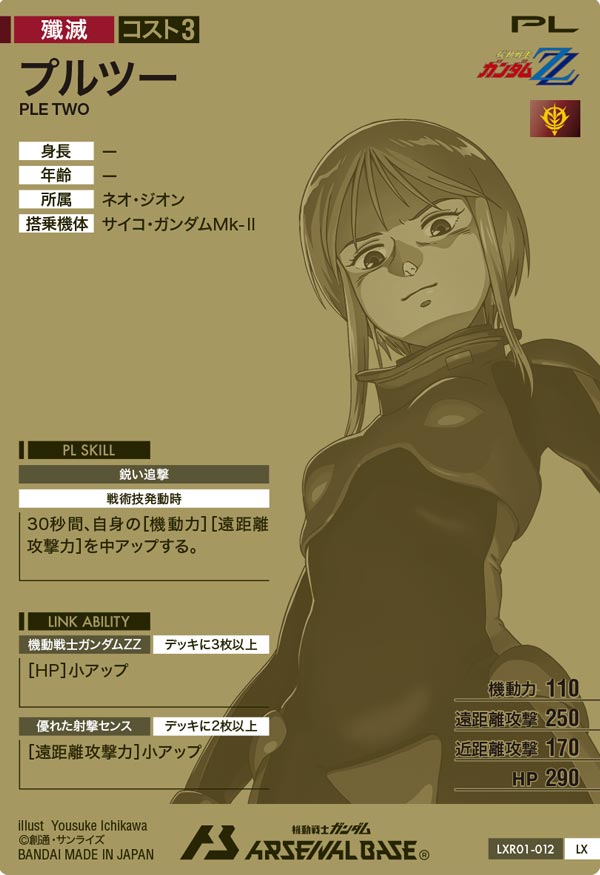 殲滅 コスト3 PL
プルツー
PLE TWO
機動戦士
ガンダムZZ
身長 ー
年齢 ー
所属 ネオ・ジオン
搭乗機体 サイコ・ガンダムMk-II
PL SKILL
鋭い追撃
戦術技発動時
30秒間、自身の[機動力][遠距離
攻撃力]を中アップする。
LINK ABILITY
機動戦士ガンダムZZ デッキに3枚以上
[HP]小アップ
優れた射撃センス デッキに2枚以上
[遠距離攻撃力]小アップ
機動力 110
遠距離攻撃 250
近距離攻撃 170
HP 290
illust Yousuke Ichikawa
©創通・サンライズ
BANDAI MADE IN JAPAN
機動戦士ガンダム
ARSENAL BASE®
LXR01-012 LX